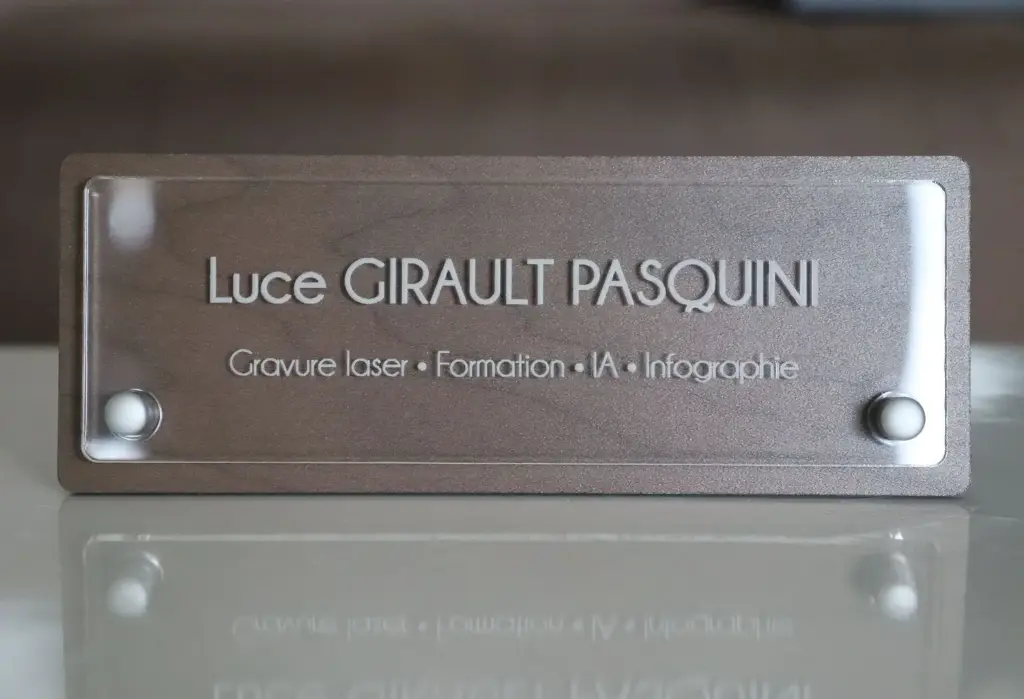 Luce GIRAULT PASQUINI
Gravure laser • Formation • IA • Infographie